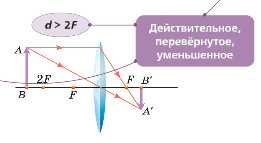 d > 2F
Действительное,
перевёрнутое,
уменьшенное
A
2F
F
B'
B
F
A'